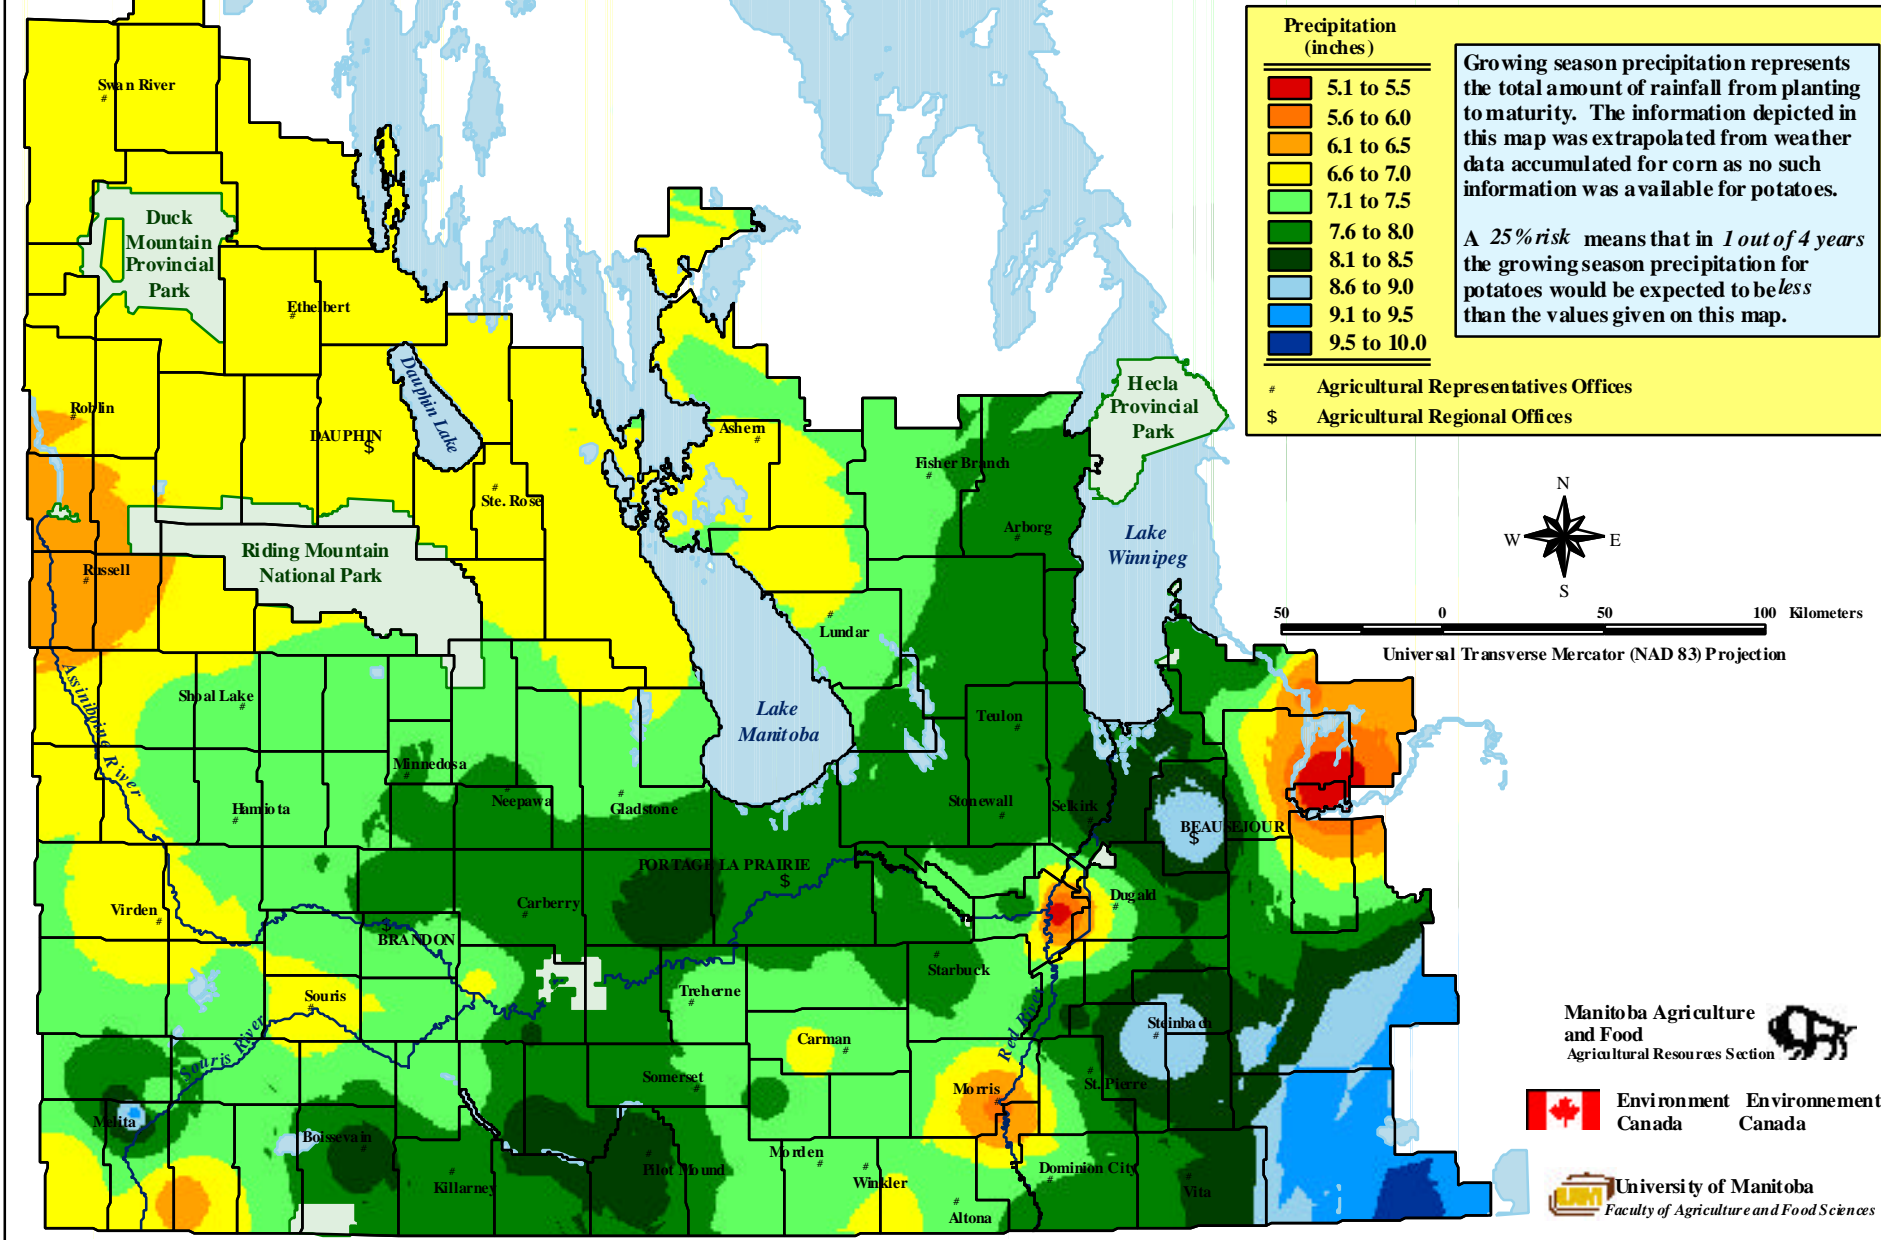 Precipitation
(inches)
5.1 to 5.5
5.6 to 6.0
6.1 to 6.5
6.6 to 7.0
7.1 to 7.5
7.6 to 8.0
8.1 to 8.5
8.6 to 9.0
9.1 to 9.5
9.5 to 10.0
# Agricultural Representatives Offices
$ Agricultural Regional Offices
Growing season precipitation represents
the total amount of rainfall from planting
to maturity. The information depicted in
this map was extrapolated from weather
data accumulated for corn as no such
information was available for potatoes.
A 25% risk means that in 1 out of 4 years
the growing season precipitation for
potatoes would be expected to be less
than the values given on this map.
Swan River
Duck
Mountain
Provincial
Park
Ethelbert
Roblin
DAUPHIN
Dauphin Lake
Ste. Rose
Ashern
Fisher Branch
Hecla
Provincial
Park
Arborg
Lake
Winnipeg
Riding Mountain
National Park
Russell
Lundar
Assiniboine River
Shoal Lake
Lake
Manitoba
Teulon
Minnedosa
Neepawa
Gladstone
Hamiota
Stonewall
Selkirk
BEAUSEJOUR
PORTAGE LA PRAIRIE
Virden
Carberry
Dugald
BRANDON
Starbuck
Souris
Treherne
Red River
Steinbach
Souris River
Carman
Somerset
Morris
St. Pierre
Melita
Boissevain
Killarney
Pilot Mound
Morden
Winkler
Altona
Dominion City
Vita
N
W E
S
50 0 50 100 Kilometers
Universal Transverse Mercator (NAD 83) Projection
Manitoba Agriculture
and Food
Agricultural Resources Section
Environment Environnement
Canada Canada
University of Manitoba
Faculty of Agriculture and Food Sciences